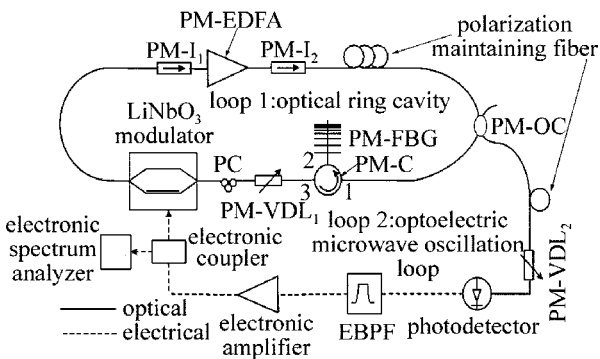 PM-EDFA
PM-I1
PM-I2
polarization
maintaining fiber
loop 1:optical ring cavity
LiNbO3
modulator
PM-FBG
PM-OC
PC
2
PM-C
3
1
PM-VDL1
loop 2:optoelectric
microwave oscillation
loop
electronic
spectrum
analyzer
electronic
coupler
PM-VDL2
optical
electrical
electronic
amplifier
EBPF
photodetector